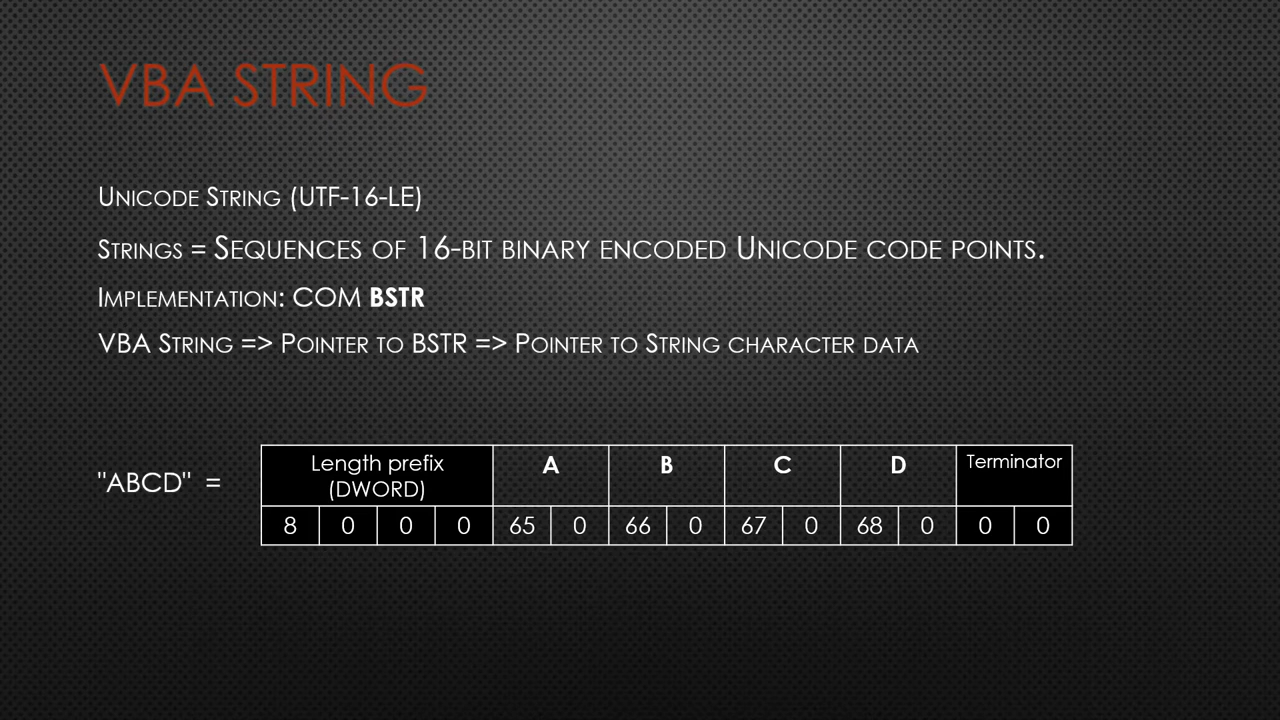 VBA STRING
UNICODE STRING (UTF-16-LE)
STRINGS = SEQUENCES OF 16-BIT BINARY ENCODED UNICODE CODE POINTS.
IMPLEMENTATION: COM BSTR
VBA STRING => POINTER TO BSTR => POINTER TO STRING CHARACTER DATA
"ABCD" =
Length prefix (DWORD) A B C D Terminator
8 0 0 0 65 0 66 0 67 0 68 0 0 0